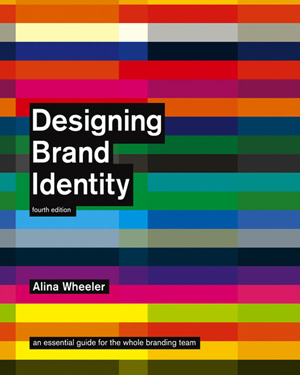 Designing
Brand
Identity
fourth edition
Alina Wheeler
an essential guide for the whole branding team